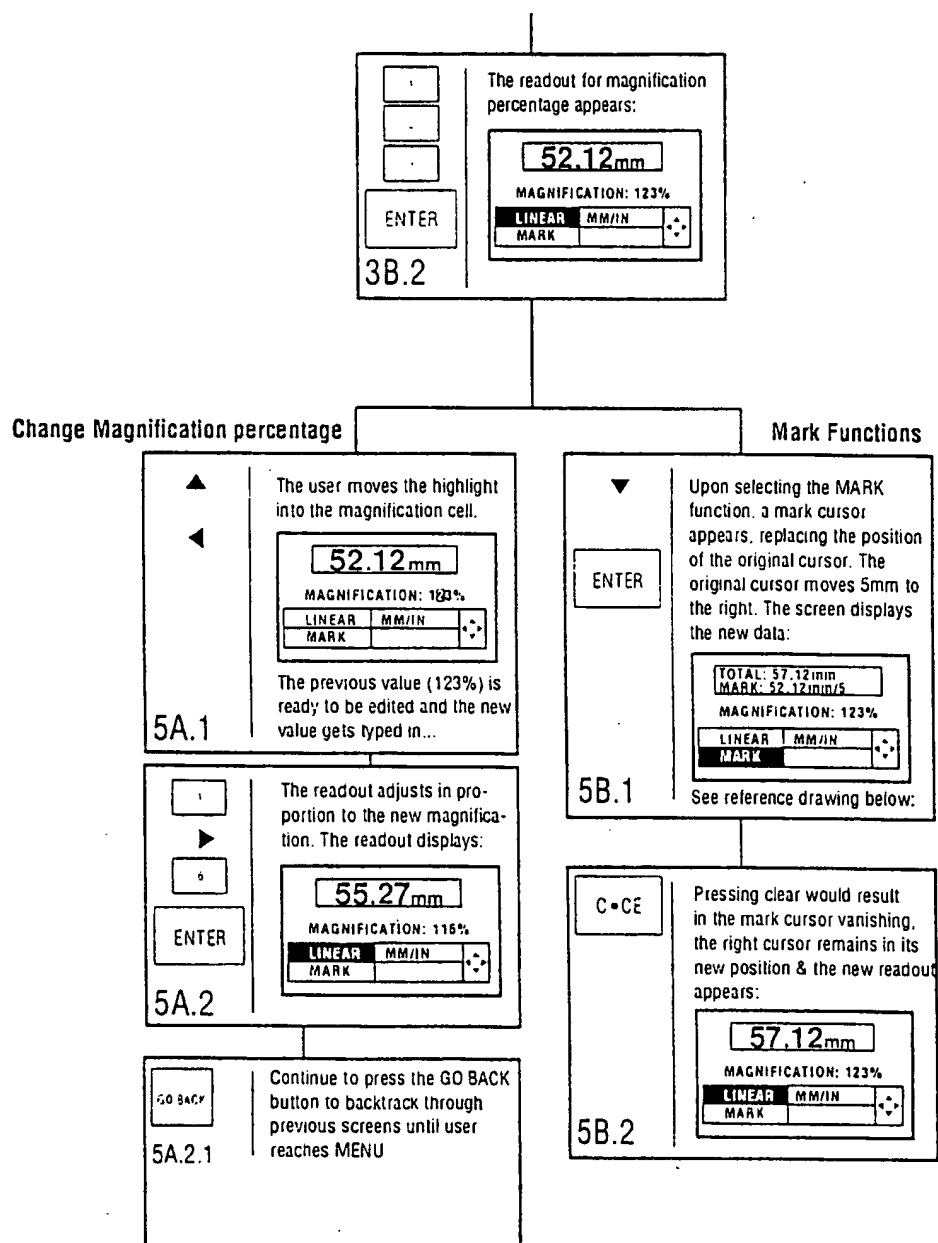 The readout for magnification
percentage appears:
52.12mm
MAGNIFICATION: 123%
LINEAR MM/IN
MARK
ENTER
3B.2
Change Magnification percentage
▲
◀
The user moves the highlight
into the magnification cell.
52.12mm
MAGNIFICATION: 123%
LINEAR MM/IN
MARK
The previous value (123%) is
ready to be edited and the new
value gets typed in...
5A.1
▶
6
ENTER
The readout adjusts in pro-
portion to the new magnifica-
tion. The readout displays:
55.27mm
MAGNIFICATION: 116%
LINEAR MM/IN
MARK
5A.2
GO BACK
Continue to press the GO BACK
button to backtrack through
previous screens until user
reaches MENU
5A.2.1
Mark Functions
▼
ENTER
Upon selecting the MARK
function, a mark cursor
appears, replacing the position
of the original cursor. The
original cursor moves 5mm to
the right. The screen displays
the new data:
TOTAL: 57.12mm
MARK: 52.12mm/5
MAGNIFICATION: 123%
LINEAR MM/IN
MARK
See reference drawing below:
5B.1
C•CE
Pressing clear would result
in the mark cursor vanishing,
the right cursor remains in its
new position & the new readout
appears:
57.12mm
MAGNIFICATION: 123%
LINEAR MM/IN
MARK
5B.2